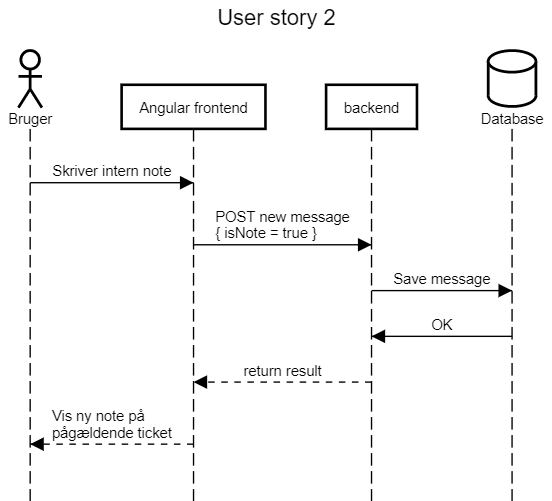 User story 2
Bruger
Angular frontend
backend
Database
Skriver intern note
POST new message
{ isNote = true }
Save message
OK
return result
Vis ny note på
pågældende ticket